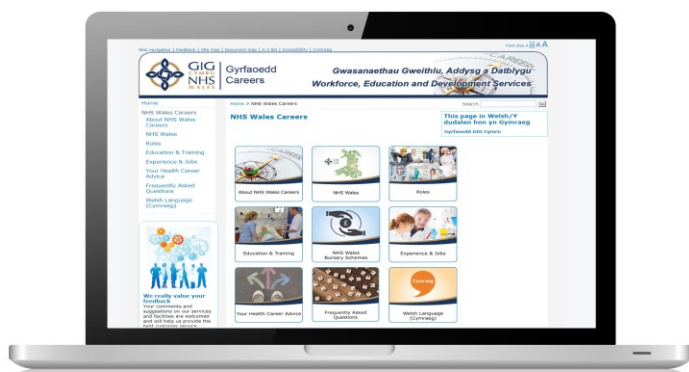 Site navigation | Feedback | Site map | Document map | A-Z list | Accessibility | Cymraeg
Font size A A A A
GIG
CYMRU
NHS
WALES
Gyrfaoedd
Careers
CAREER
Gwasanaethau Gweithlu, Addysg a Datblygu
Workforce, Education and Development Services
Home
Home > NHS Wales Careers
Search
Go
NHS Wales Careers
About NHS Wales
Careers
NHS Wales
Roles
Education & Training
Experience & Jobs
Your Health Career
Advice
Frequently Asked
Questions
Welsh Language
(Cymraeg)
NHS Wales Careers
This page in Welsh/Y
dudalen hon yn Gymraeg
Gyrfaoedd GIG Cymru
CAREER
About NHS Wales Careers
NHS Wales
Roles
Education & Training
NHS Wales
Bursary Schemes
Experience & Jobs
Your Health Career Advice
Frequently Asked
Questions
Cymraeg
Welsh Language
(Cymraeg)
We really value your
feedback
Your comments and
suggestions on our services
and facilities are welcomed
and will help us provide the
best customer service